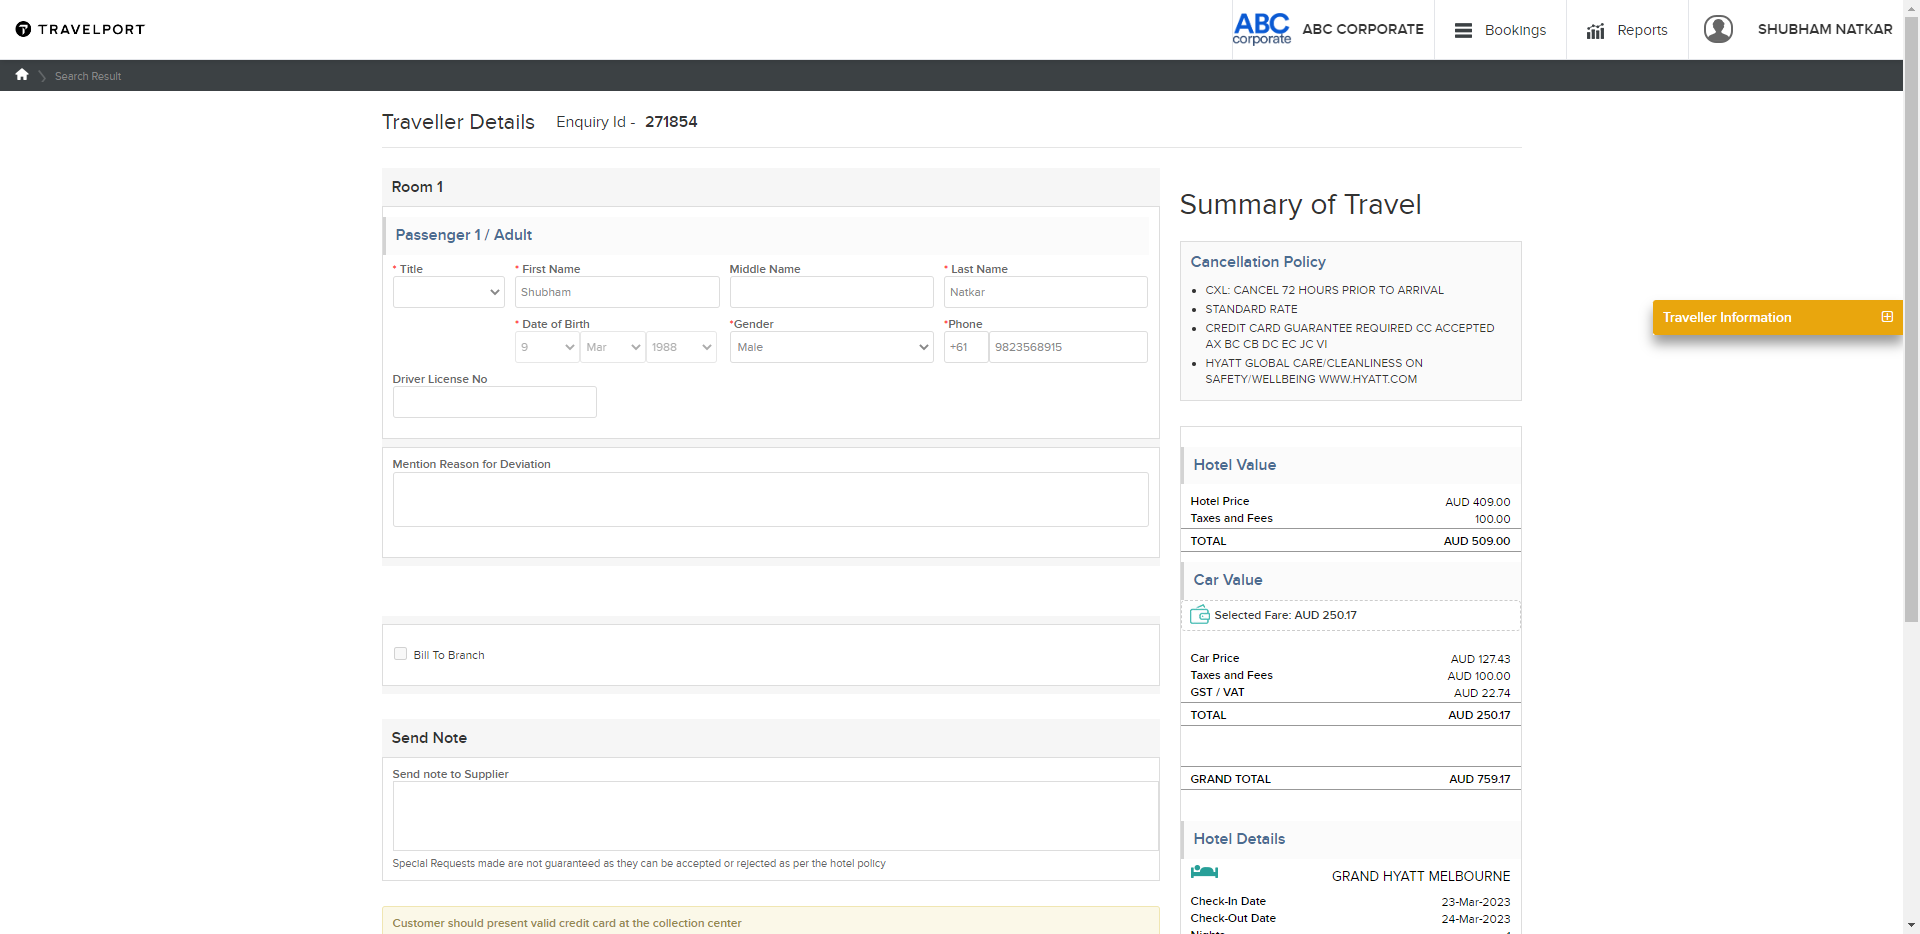 TRAVELPORT
ABC
corporate
ABC CORPORATE
Bookings
Reports
SHUBHAM NATKAR
Search Result
Traveller Details
Enquiry Id - 271854
Room 1
Passenger 1 / Adult
* Title
* First Name
Middle Name
* Last Name
Shubham
Natkar
* Date of Birth
*Gender
*Phone
9
Mar
1988
Male
+61
9823568915
Driver License No
Mention Reason for Deviation
Bill To Branch
Send Note
Send note to Supplier
Special Requests made are not guaranteed as they can be accepted or rejected as per the hotel policy
Customer should present valid credit card at the collection center
Summary of Travel
Cancellation Policy
• CXL: CANCEL 72 HOURS PRIOR TO ARRIVAL
• STANDARD RATE
• CREDIT CARD GUARANTEE REQUIRED CC ACCEPTED
AX BC CB DC EC JC VI
• HYATT GLOBAL CARE/CLEANLINESS ON
SAFETY/WELLBEING WWW.HYATT.COM
Hotel Value
Hotel Price AUD 409.00
Taxes and Fees 100.00
TOTAL AUD 509.00
Car Value
Selected Fare: AUD 250.17
Car Price AUD 127.43
Taxes and Fees AUD 100.00
GST / VAT AUD 22.74
TOTAL AUD 250.17
GRAND TOTAL AUD 759.17
Hotel Details
GRAND HYATT MELBOURNE
Check-In Date 23-Mar-2023
Check-Out Date 24-Mar-2023
Traveller Information